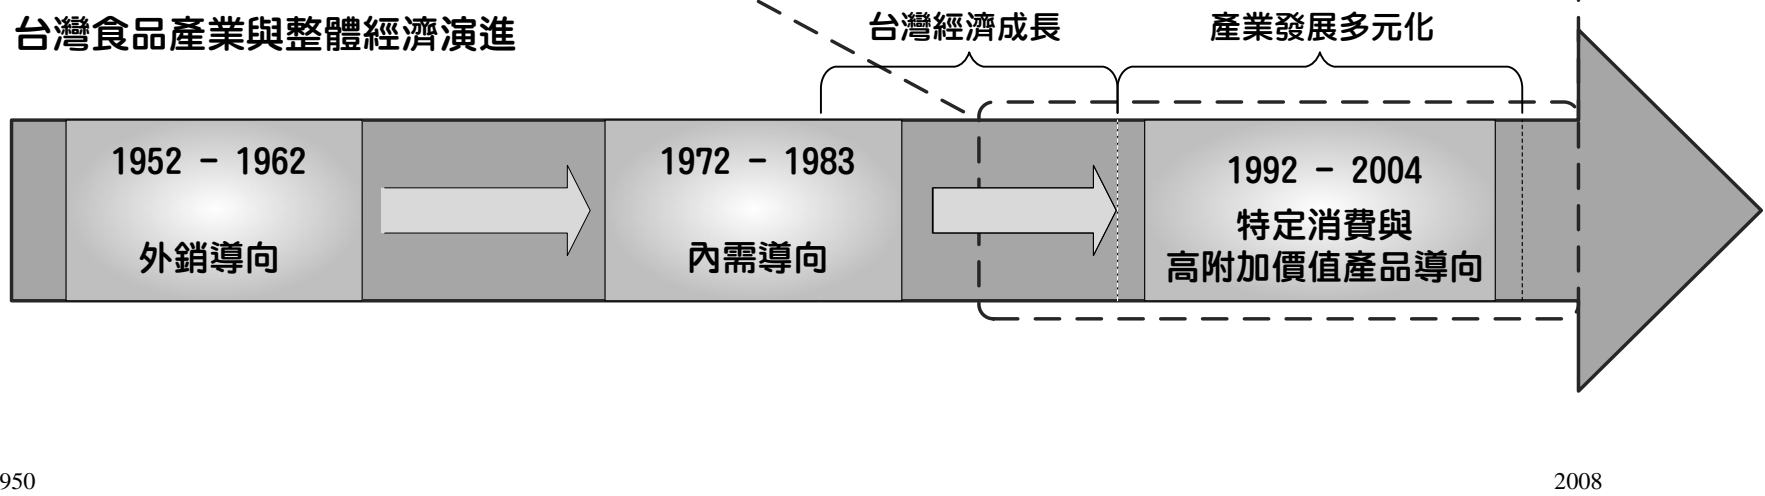 台灣食品產業與整體經濟演進
台灣經濟成長
產業發展多元化
1952 - 1962
外銷導向
1972 - 1983
內需導向
1992 - 2004
特定消費與
高附加價值產品導向
950
2008